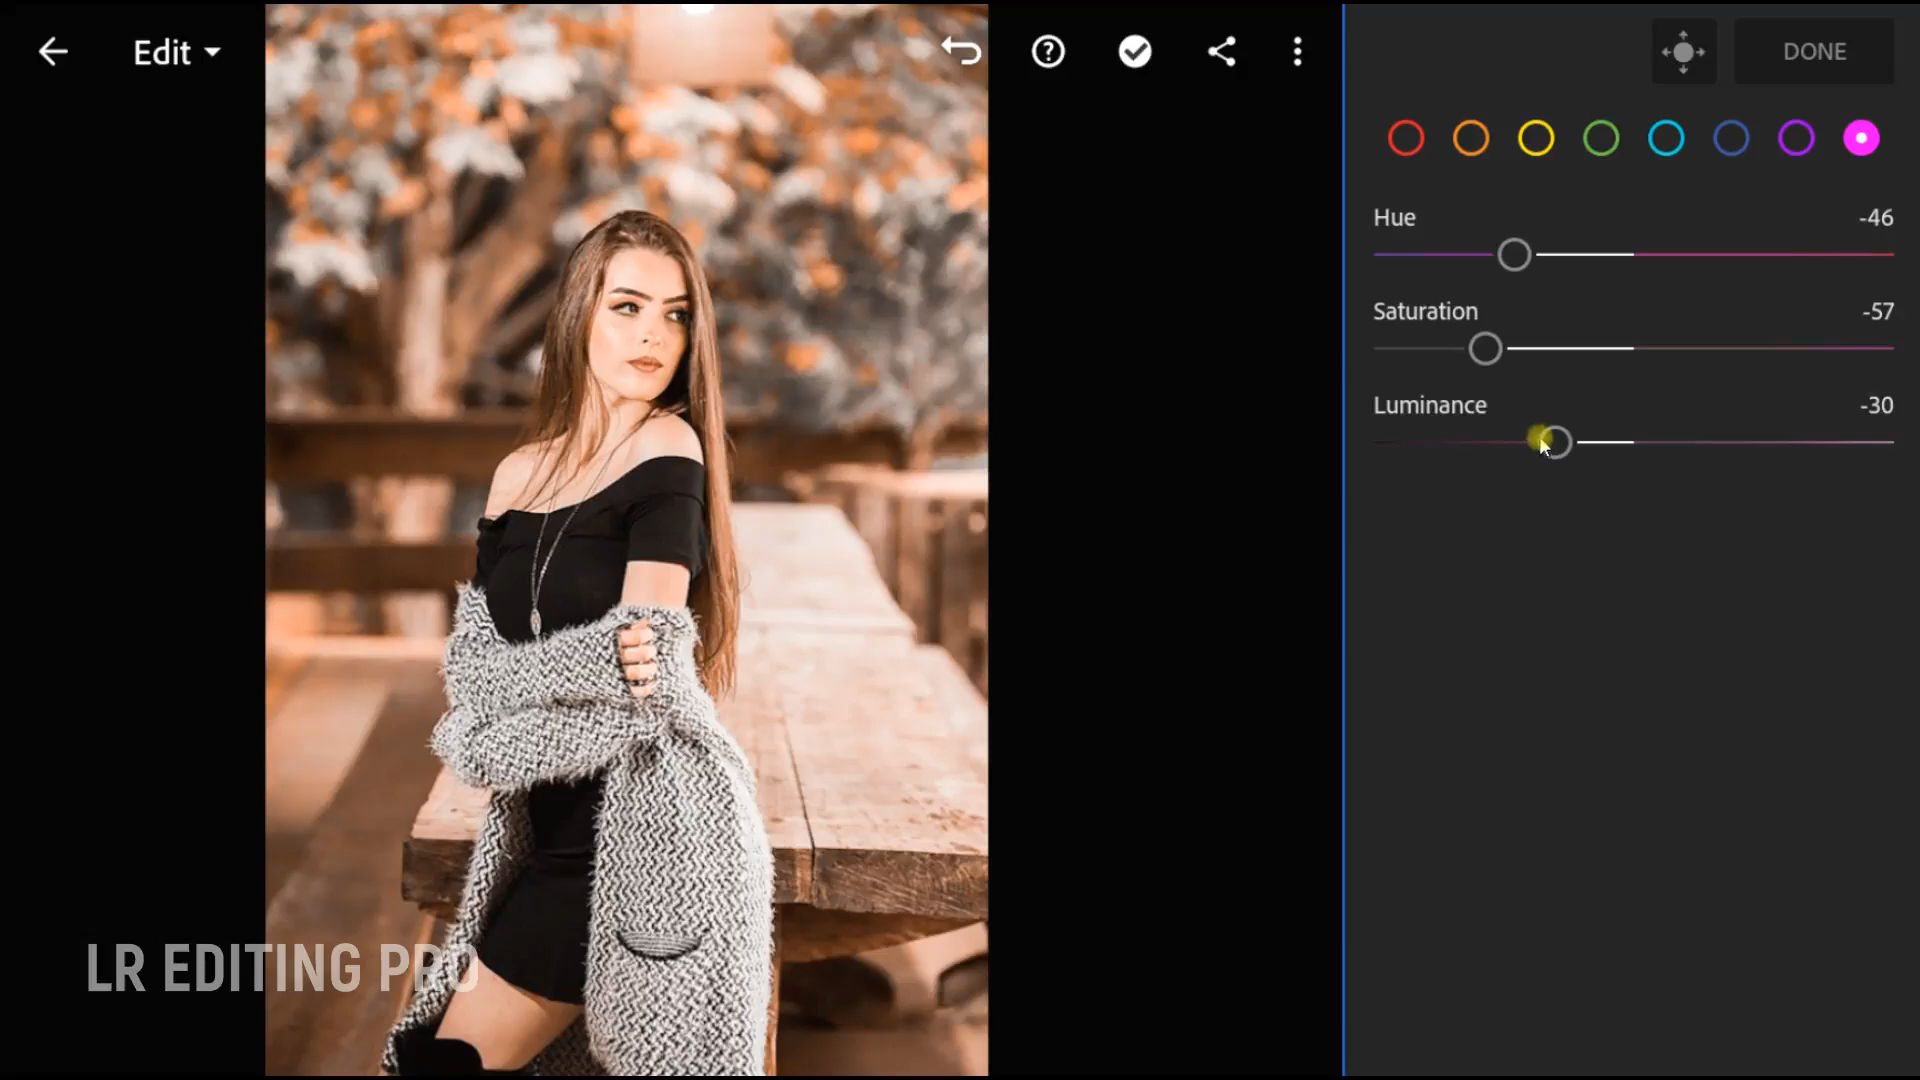 Edit
DONE
Hue -46
Saturation -57
Luminance -30
LR EDITING PRO